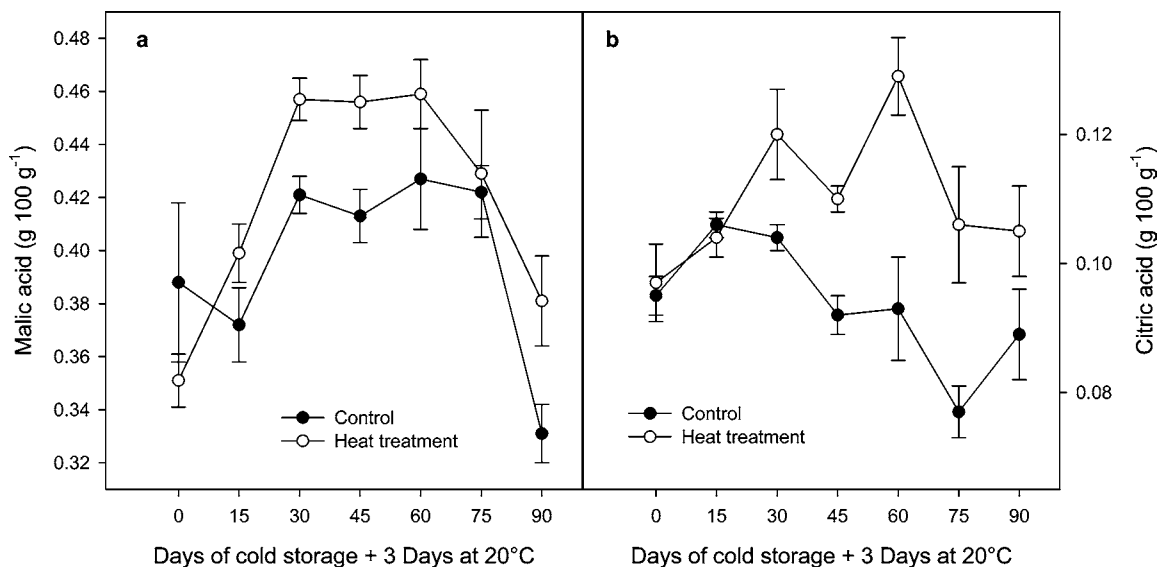 a
Malic acid (g 100 g⁻¹)
0.48
0.46
0.44
0.42
0.40
0.38
0.36
0.34
0.32
Control
Heat treatment
0 15 30 45 60 75 90
Days of cold storage + 3 Days at 20°C
b
0.12
0.10
0.08
Citric acid (g 100 g⁻¹)
Control
Heat treatment
0 15 30 45 60 75 90
Days of cold storage + 3 Days at 20°C